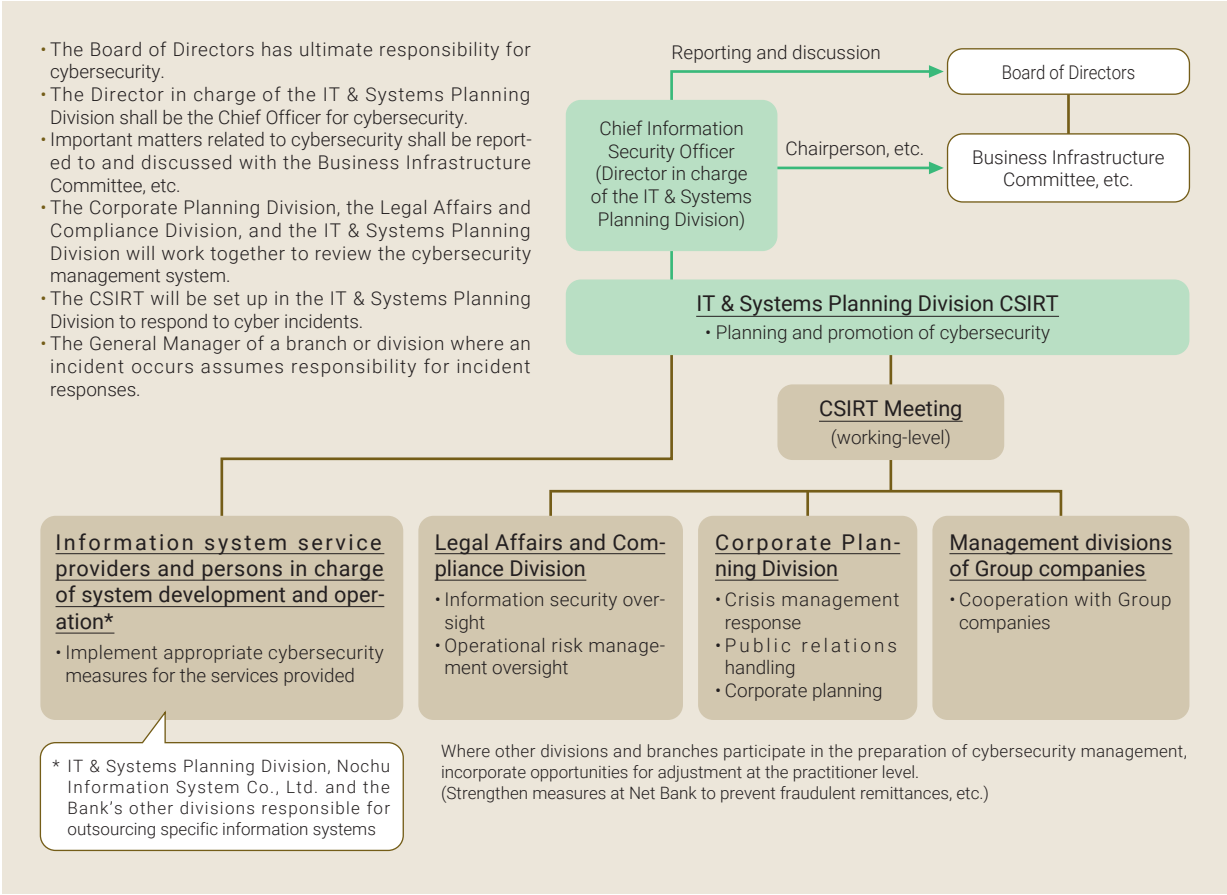 ・The Board of Directors has ultimate responsibility for
cybersecurity.
・The Director in charge of the IT & Systems Planning
Division shall be the Chief Officer for cybersecurity.
・Important matters related to cybersecurity shall be report-
ed to and discussed with the Business Infrastructure
Committee, etc.
・The Corporate Planning Division, the Legal Affairs and
Compliance Division, and the IT & Systems Planning
Division will work together to review the cybersecurity
management system.
・The CSIRT will be set up in the IT & Systems Planning
Division to respond to cyber incidents.
・The General Manager of a branch or division where an
incident occurs assumes responsibility for incident
responses.
Reporting and discussion
Board of Directors
Chief Information
Security Officer
(Director in charge
of the IT & Systems
Planning Division)
Chairperson, etc.
Business Infrastructure
Committee, etc.
IT & Systems Planning Division CSIRT
・Planning and promotion of cybersecurity
CSIRT Meeting
(working-level)
Information system service
providers and persons in charge
of system development and oper-
ation*
・Implement appropriate cybersecurity
measures for the services provided
Legal Affairs and Com-
pliance Division
・Information security over-
sight
・Operational risk manage-
ment oversight
Corporate Plan-
ning Division
・Crisis management
response
・Public relations
handling
・Corporate planning
Management divisions
of Group companies
・Cooperation with Group
companies
* IT & Systems Planning Division, Nochu
Information System Co., Ltd. and the
Bank's other divisions responsible for
outsourcing specific information systems
Where other divisions and branches participate in the preparation of cybersecurity management,
incorporate opportunities for adjustment at the practitioner level.
(Strengthen measures at Net Bank to prevent fraudulent remittances, etc.)